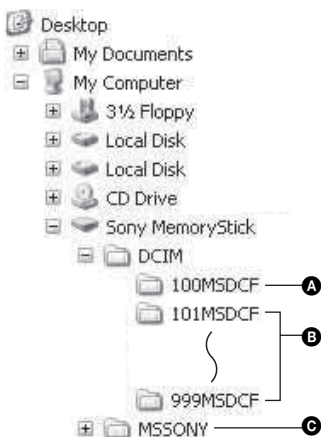 Desktop
My Documents
My Computer
3½ Floppy
Local Disk
Local Disk
CD Drive
Sony MemoryStick
DCIM
100MSDCF A
101MSDCF
B
999MSDCF
MSSONY C